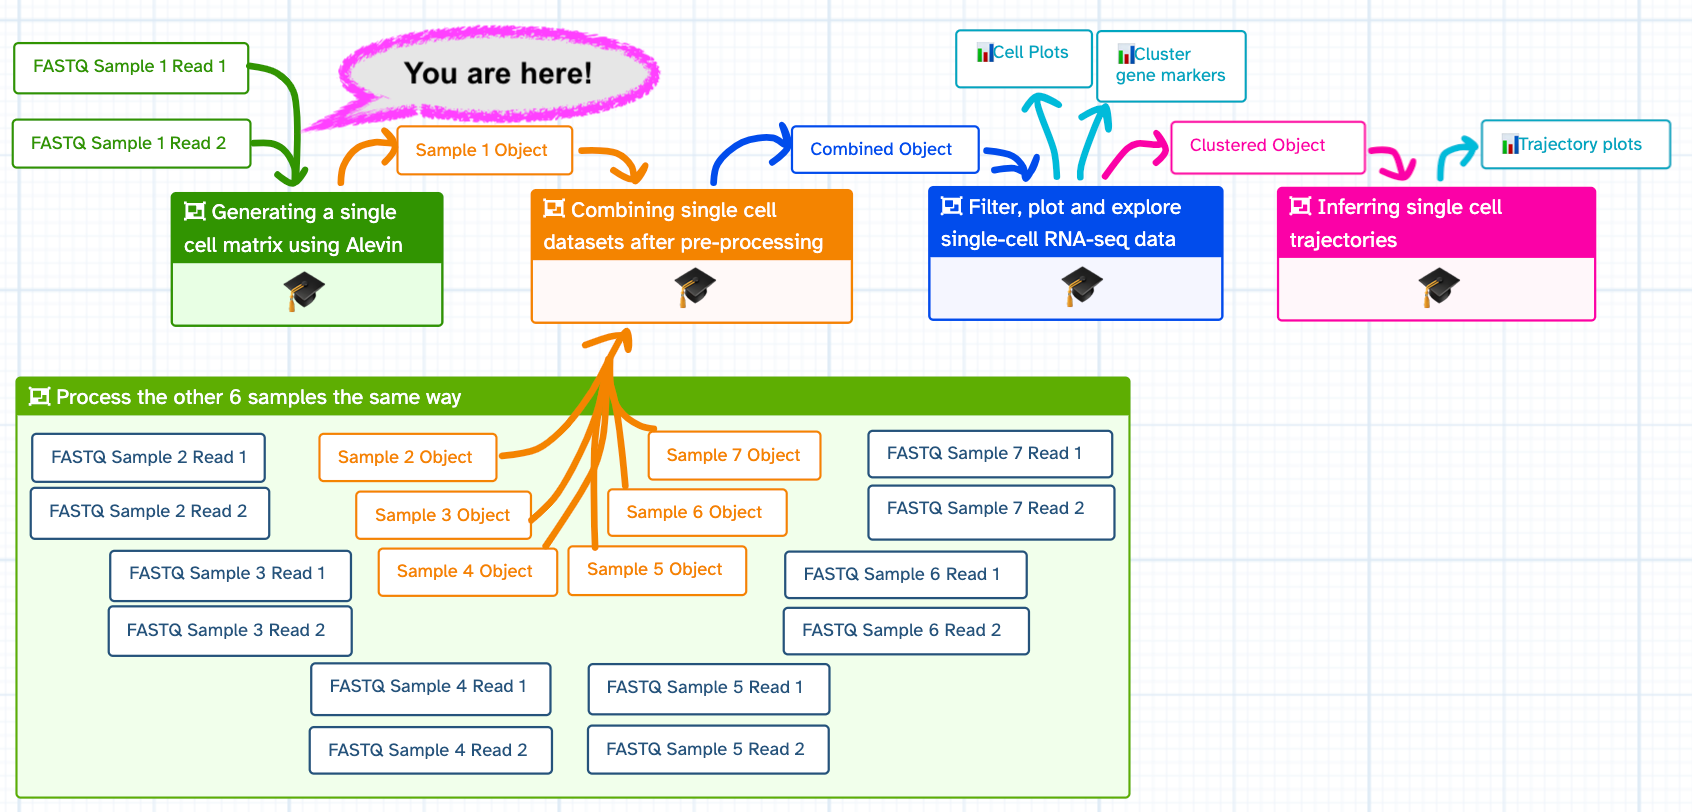 FASTQ Sample 1 Read 1
FASTQ Sample 1 Read 2
You are here!
Sample 1 Object
Combined Object
Cell Plots
Cluster
gene markers
Clustered Object
Trajectory plots
Generating a single
cell matrix using Alevin
Combining single cell
datasets after pre-processing
Filter, plot and explore
single-cell RNA-seq data
Inferring single cell
trajectories
Process the other 6 samples the same way
FASTQ Sample 2 Read 1
FASTQ Sample 2 Read 2
Sample 2 Object
Sample 7 Object
FASTQ Sample 7 Read 1
FASTQ Sample 7 Read 2
Sample 3 Object
Sample 6 Object
FASTQ Sample 3 Read 1
FASTQ Sample 3 Read 2
Sample 4 Object
Sample 5 Object
FASTQ Sample 6 Read 1
FASTQ Sample 6 Read 2
FASTQ Sample 4 Read 1
FASTQ Sample 4 Read 2
FASTQ Sample 5 Read 1
FASTQ Sample 5 Read 2